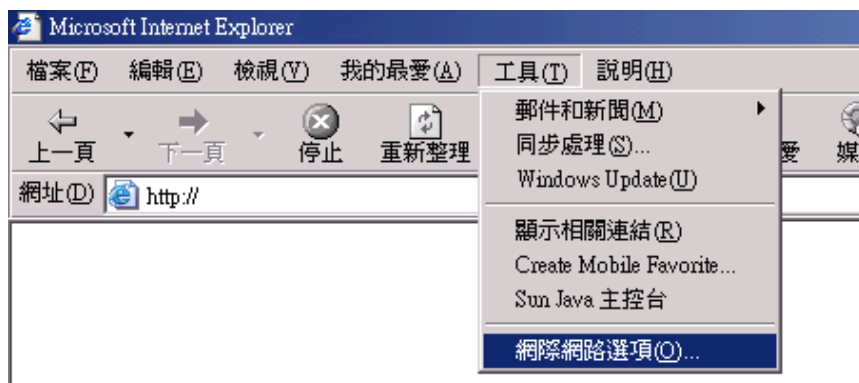 Microsoft Internet Explorer
檔案(F) 編輯(E) 檢視(V) 我的最愛(A) 工具(T) 說明(H)
上一頁 下一頁 停止 重新整理 愛 媒
網址(D) http://
郵件和新聞(M)
同步處理(S)...
Windows Update(U)
顯示相關連結(R)
Create Mobile Favorite...
Sun Java 主控台
網際網路選項(O)...